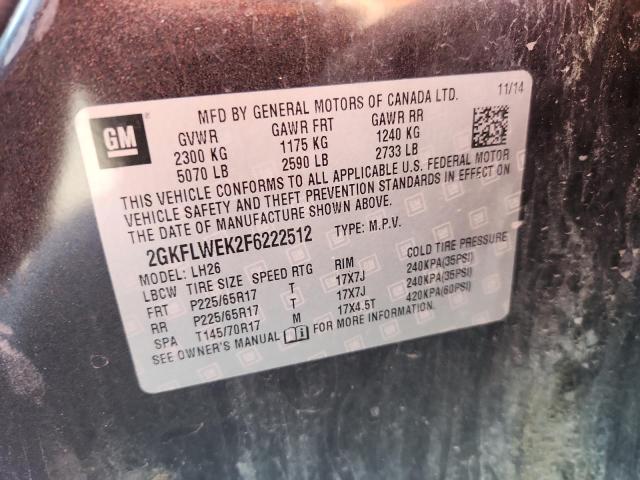 11/14
GM
MFD BY GENERAL MOTORS OF CANADA LTD.
GVWR GAWR FRT GAWR RR
2300 KG 1175 KG 1240 KG
5070 LB 2590 LB 2733 LB
THIS VEHICLE CONFORMS TO ALL APPLICABLE U.S. FEDERAL MOTOR
VEHICLE SAFETY AND THEFT PREVENTION STANDARDS IN EFFECT ON
THE DATE OF MANUFACTURE SHOWN ABOVE.
2GKFLWEK2F6222512 TYPE: M.P.V.
MODEL: LH26
LBCW TIRE SIZE SPEED RTG RIM COLD TIRE PRESSURE
FRT P225/65R17 T 17X7J 240KPA(35PSI)
RR P225/65R17 T 17X7J 240KPA(35PSI)
SPA T145/70R17 M 17X4.5T 420KPA(60PSI)
SEE OWNER'S MANUAL FOR MORE INFORMATION.